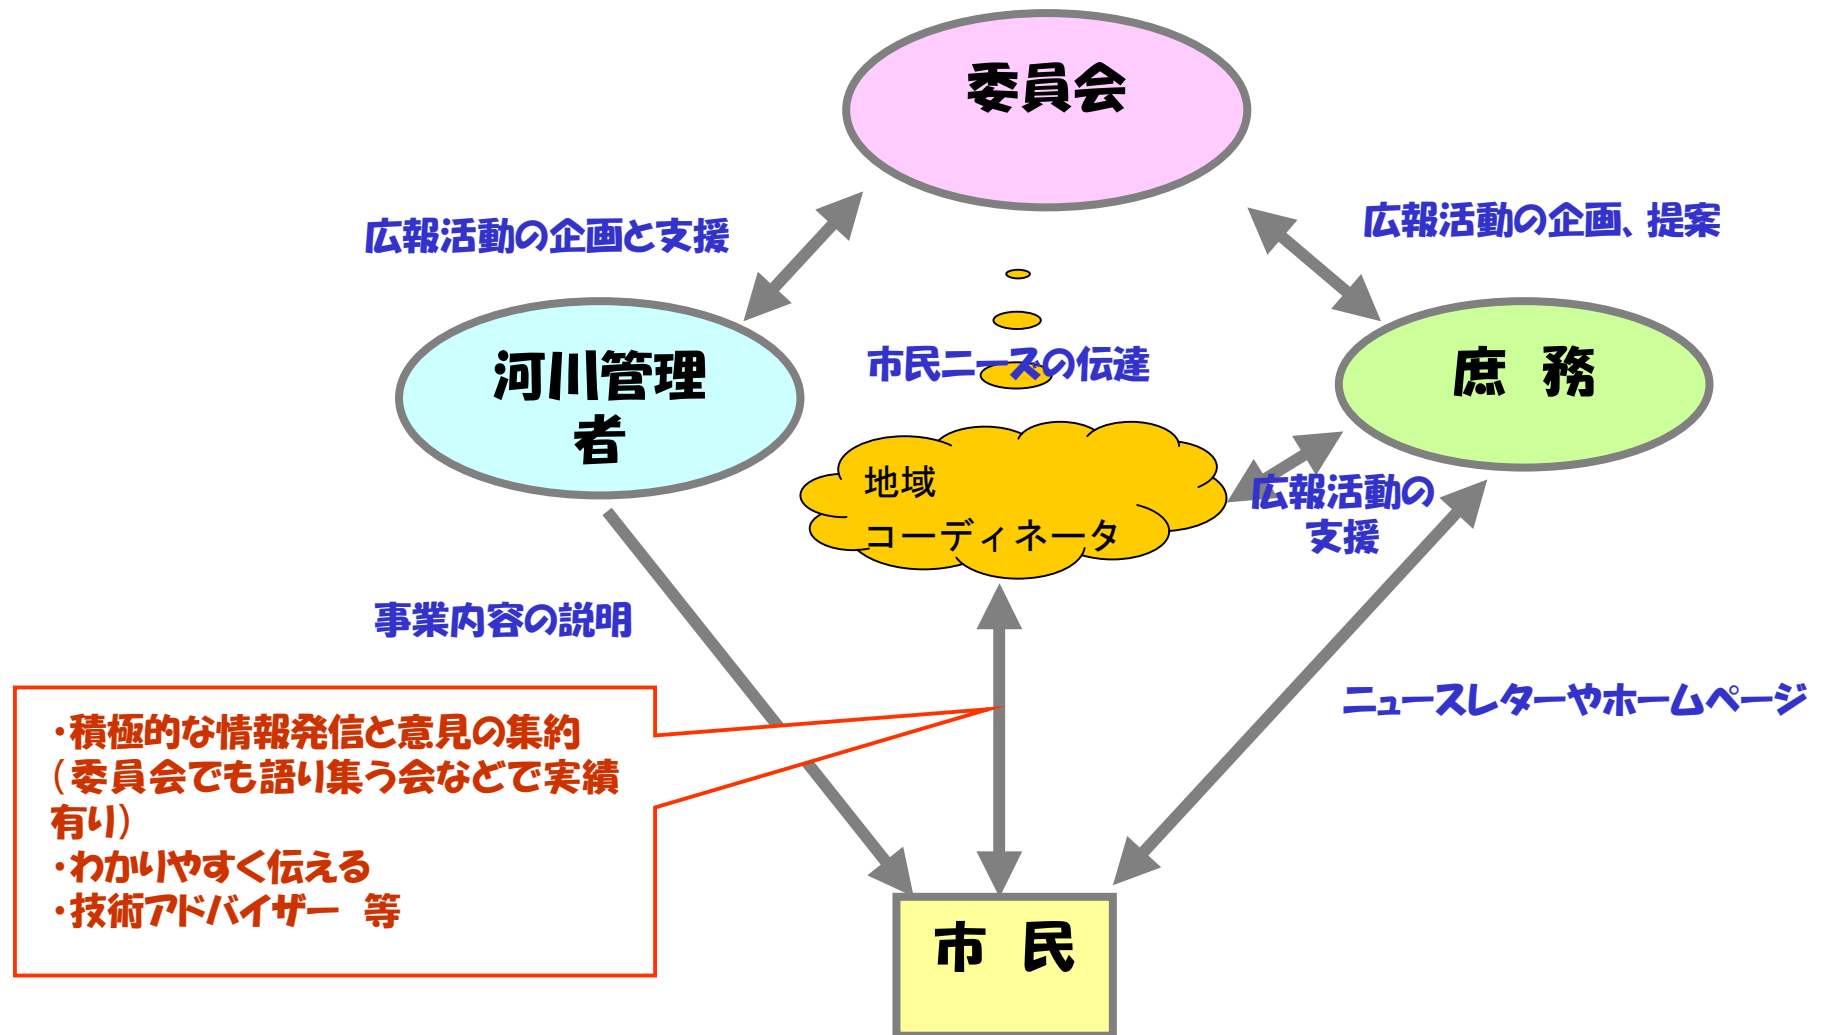 委員会
広報活動の企画と支援
広報活動の企画、提案
市民ニーズの伝達
河川管理
者
庶　務
地域
コーディネータ
広報活動の
支援
事業内容の説明
ニュースレターやホームページ
・積極的な情報発信と意見の集約
（委員会でも語り集う会などで実績
有り）
・わかりやすく伝える
・技術アドバイザー　等
市　民